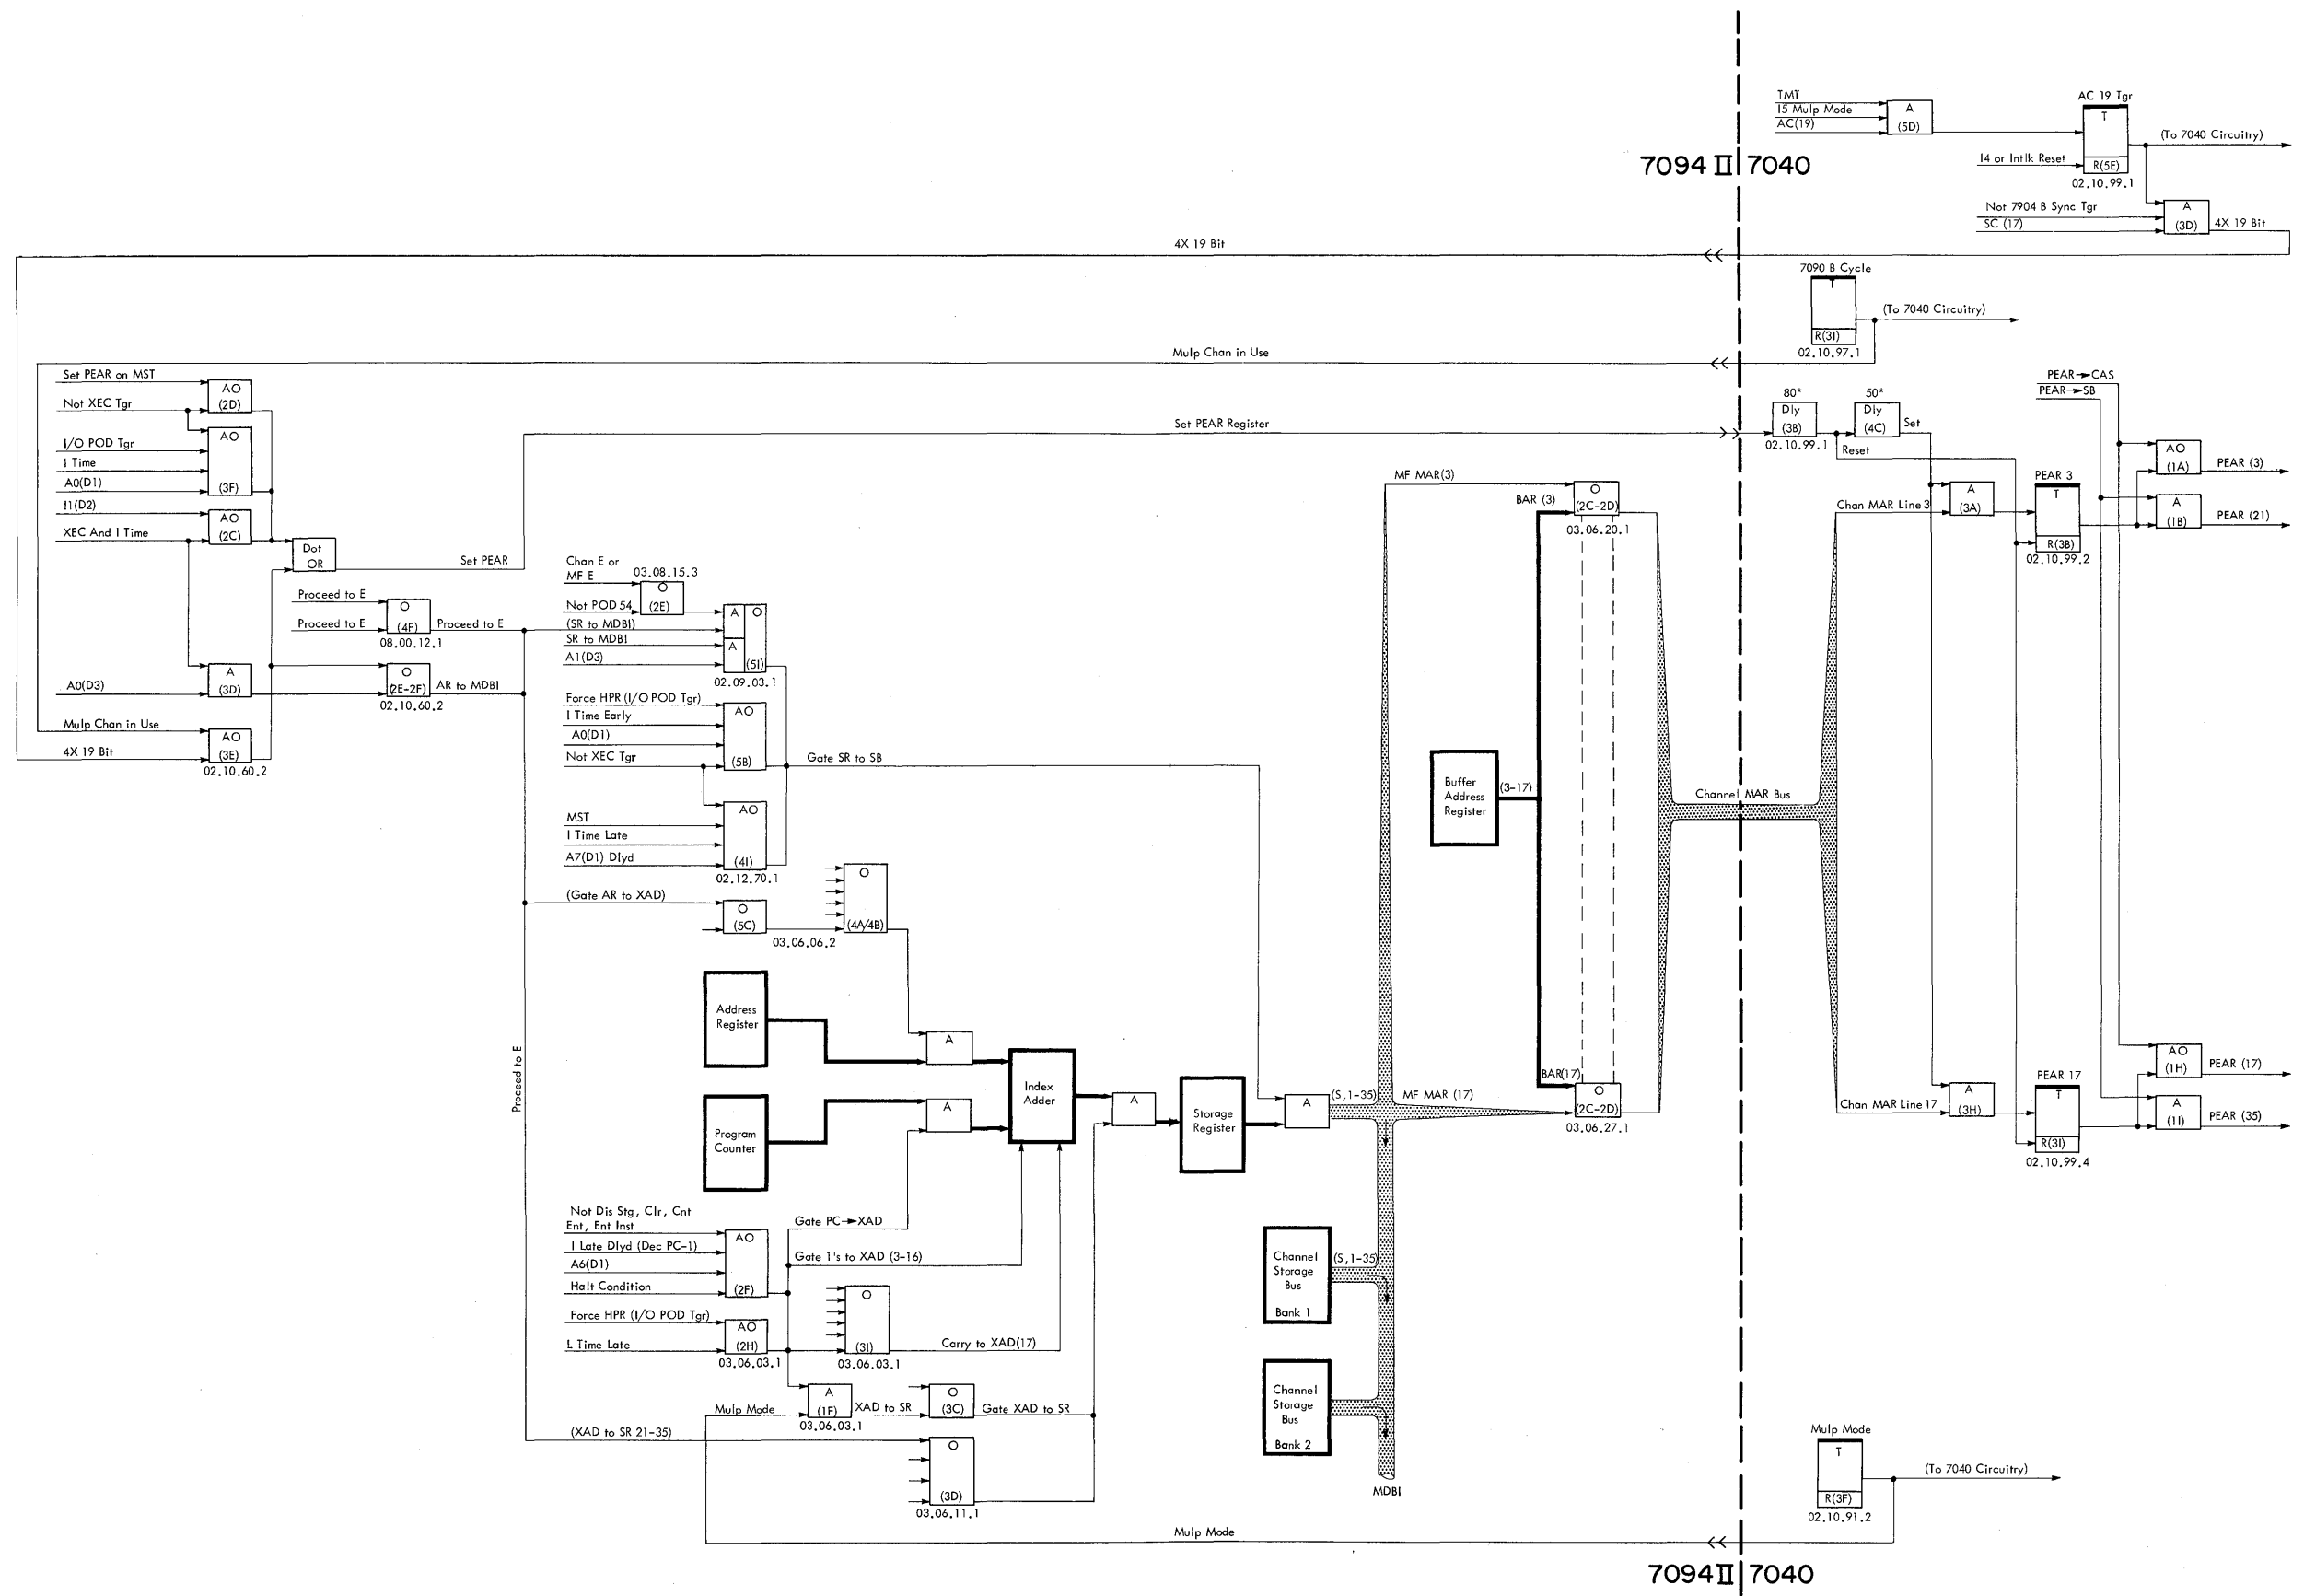 TMT
I5 Mulp Mode
AC(19)
A
(5D)
AC 19 Tgr
T
R(5E)
02.10.99.1
I4 or Intlk Reset
(To 7040 Circuitry)
7094 II 7040
Not 7904 B Sync Tgr
SC (17)
A
(3D)
4X 19 Bit
4X 19 Bit
7090 B Cycle
T
R(3I)
02.10.97.1
(To 7040 Circuitry)
Mulp Chan in Use
Set PEAR on MST
Not XEC Tgr
AO
(2D)
I/O POD Tgr
I Time
A0(D1)
AO
(3F)
I1(D2)
XEC And I Time
AO
(2C)
Dot
OR
Set PEAR
Set PEAR Register
Proceed to E
Proceed to E
O
(4F)
08.00.12.1
Proceed to E
A0(D3)
A
(3D)
O
(2E-2F)
02.10.60.2
AR to MDBI
Mulp Chan in Use
4X 19 Bit
AO
(3E)
02.10.60.2
Chan E or
MF E
Not POD 54
03.08.15.3
O
(2E)
(SR to MDBI)
SR to MDBI
A1(D3)
A
O
A
(5I)
02.09.03.1
Force HPR (I/O POD Tgr)
I Time Early
A0(D1)
Not XEC Tgr
AO
(5B)
Gate SR to SB
MST
I Time Late
A7(D1) Dlyd
AO
(4I)
02.12.70.1
(Gate AR to XAD)
O
(5C)
03.06.06.2
O
(4A/4B)
Address
Register
Program
Counter
A
A
Index
Adder
A
Storage
Register
A
(S,1-35)
Proceed to E
Not Dis Stg, Clr, Cnt
Ent, Ent Inst
I Late Dlyd (Dec PC-1)
A6(D1)
Halt Condition
AO
(2F)
Gate PC→XAD
Gate 1's to XAD (3-16)
Force HPR (I/O POD Tgr)
L Time Late
AO
(2H)
03.06.03.1
O
(3I)
03.06.03.1
Carry to XAD(17)
Mulp Mode
A
(1F)
03.06.03.1
XAD to SR
O
(3C)
Gate XAD to SR
(XAD to SR 21-35)
O
(3D)
03.06.11.1
Mulp Mode
MF MAR(3)
BAR (3)
O
(2C-2D)
03.06.20.1
Buffer
Address
Register
(3-17)
BAR(17)
MF MAR (17)
O
(2C-2D)
03.06.27.1
Channel
Storage
Bus
Bank 1
(S,1-35)
Channel
Storage
Bus
Bank 2
MDBI
Channel MAR Bus
80*
Dly
(3B)
02.10.99.1
50*
Dly
(4C)
Set
Reset
PEAR→CAS
PEAR→SB
Chan MAR Line 3
A
(3A)
PEAR 3
T
R(3B)
02.10.99.2
AO
(1A)
PEAR (3)
A
(1B)
PEAR (21)
Chan MAR Line 17
A
(3H)
PEAR 17
T
R(3I)
02.10.99.4
AO
(1H)
PEAR (17)
A
(1I)
PEAR (35)
Mulp Mode
T
R(3F)
02.10.91.2
(To 7040 Circuitry)
7094 II 7040